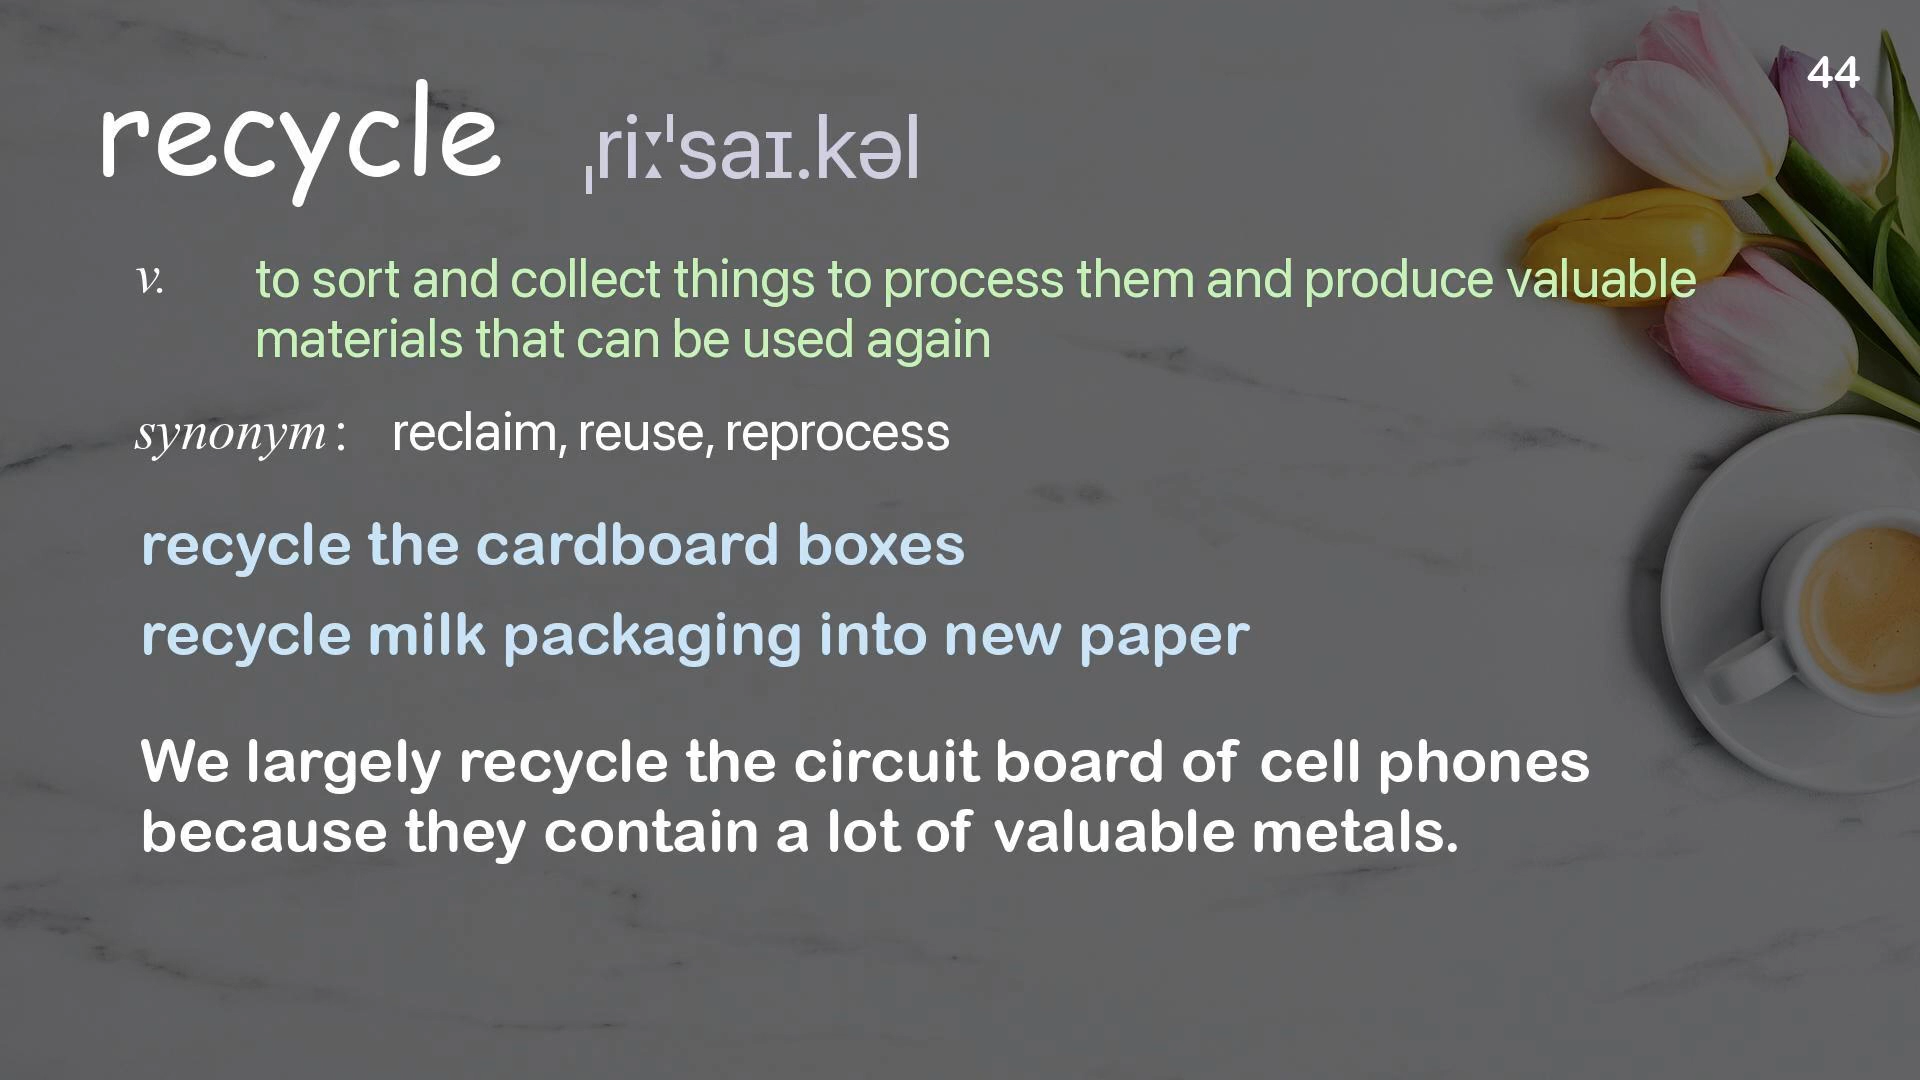 44
recycle ˌriːˈsaɪ.kəl
v. to sort and collect things to process them and produce valuable
materials that can be used again
synonym: reclaim, reuse, reprocess
recycle the cardboard boxes
recycle milk packaging into new paper
We largely recycle the circuit board of cell phones
because they contain a lot of valuable metals.